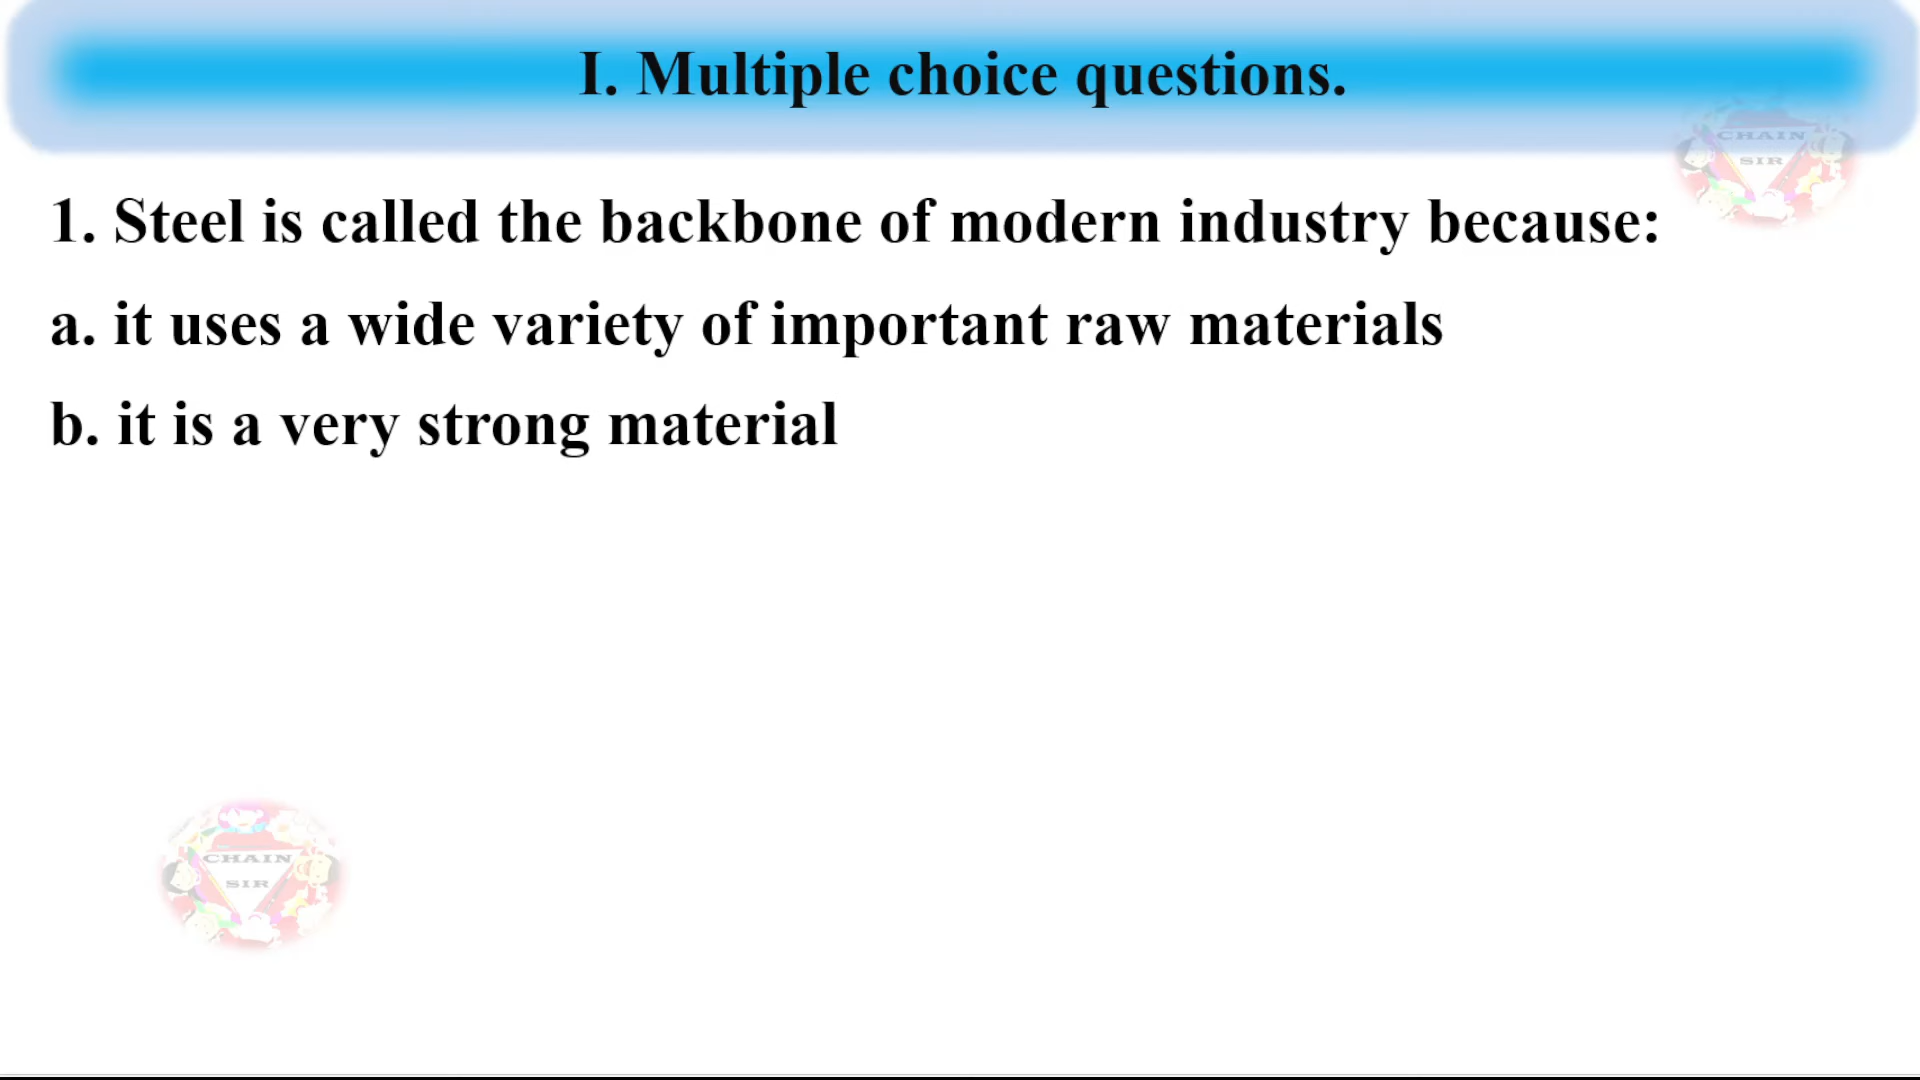 I. Multiple choice questions.
CHAIN
SIR
1. Steel is called the backbone of modern industry because:
a. it uses a wide variety of important raw materials
b. it is a very strong material
CHAIN
SIR